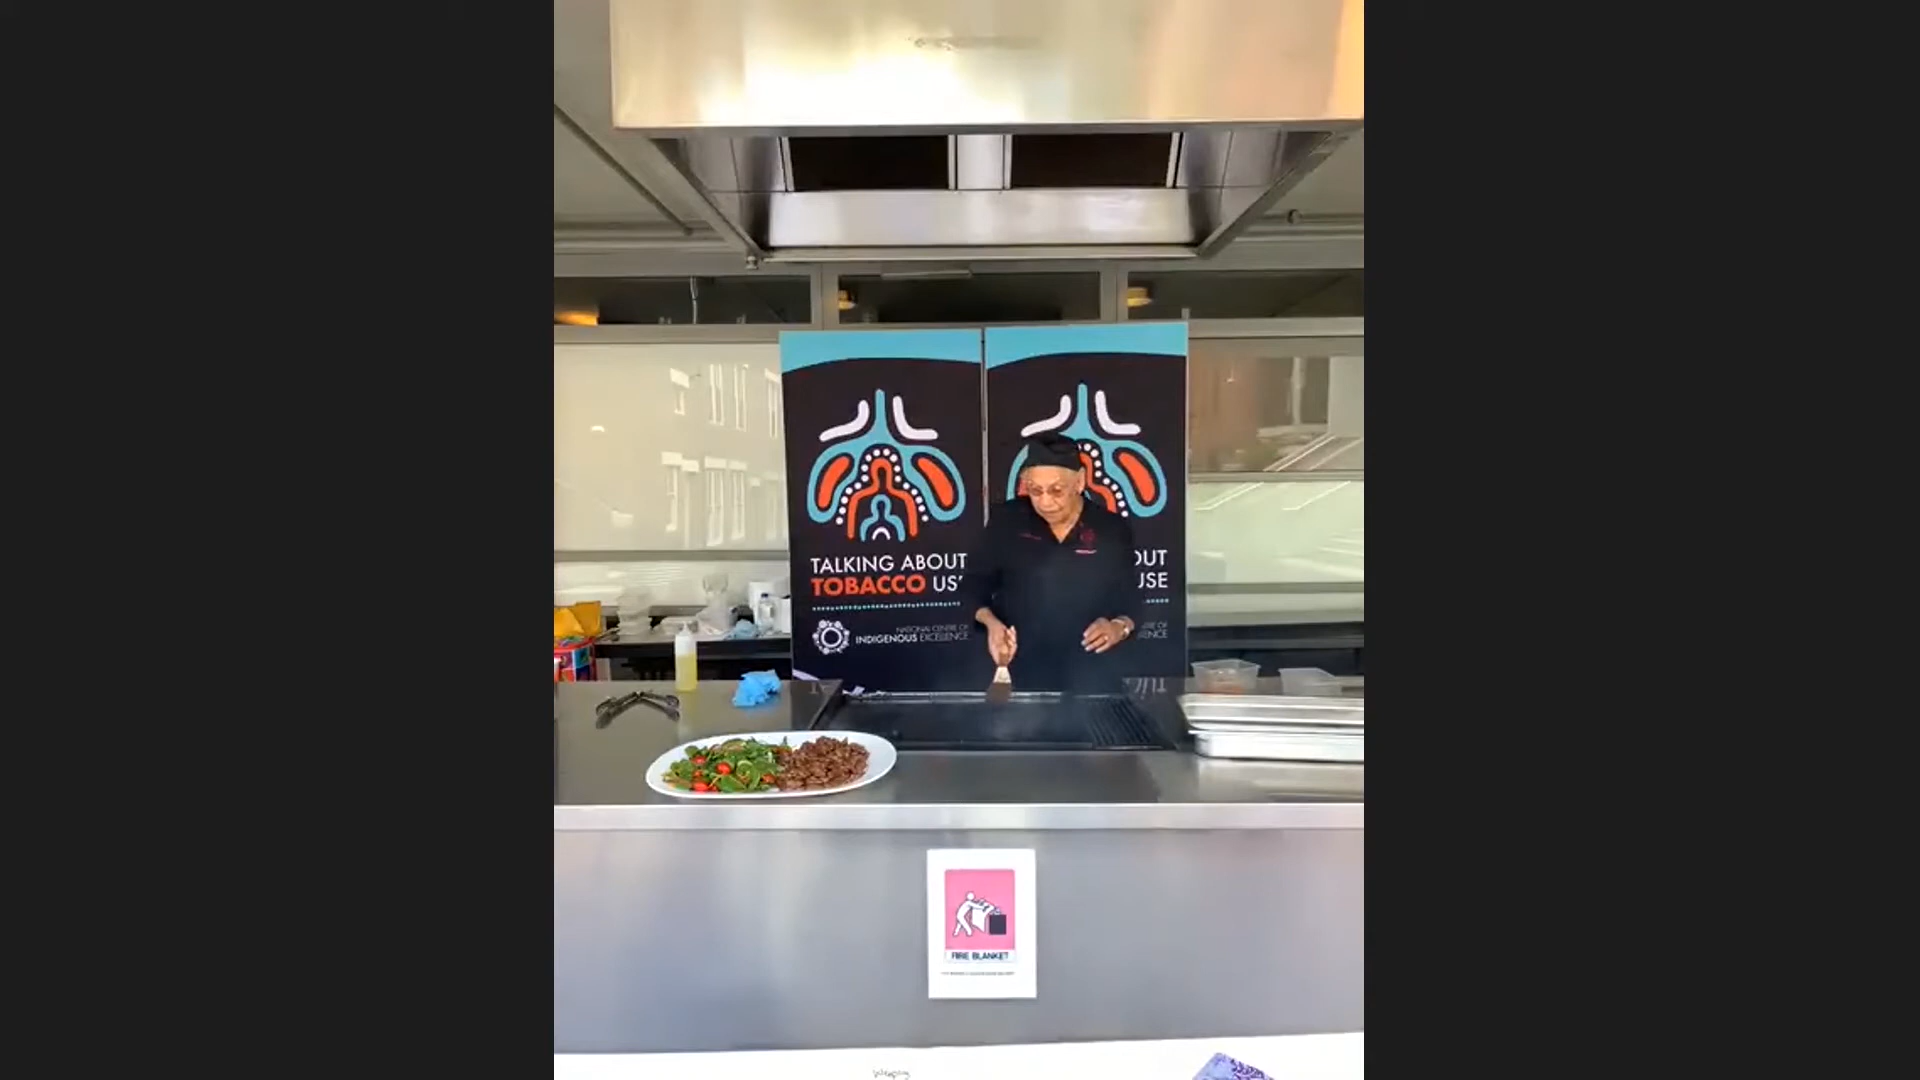 TALKING ABOUT
TOBACCO US'
NATIONAL CENTRE OF
INDIGENOUS EXCELLENCE
OUT
USE
FIRE BLANKET